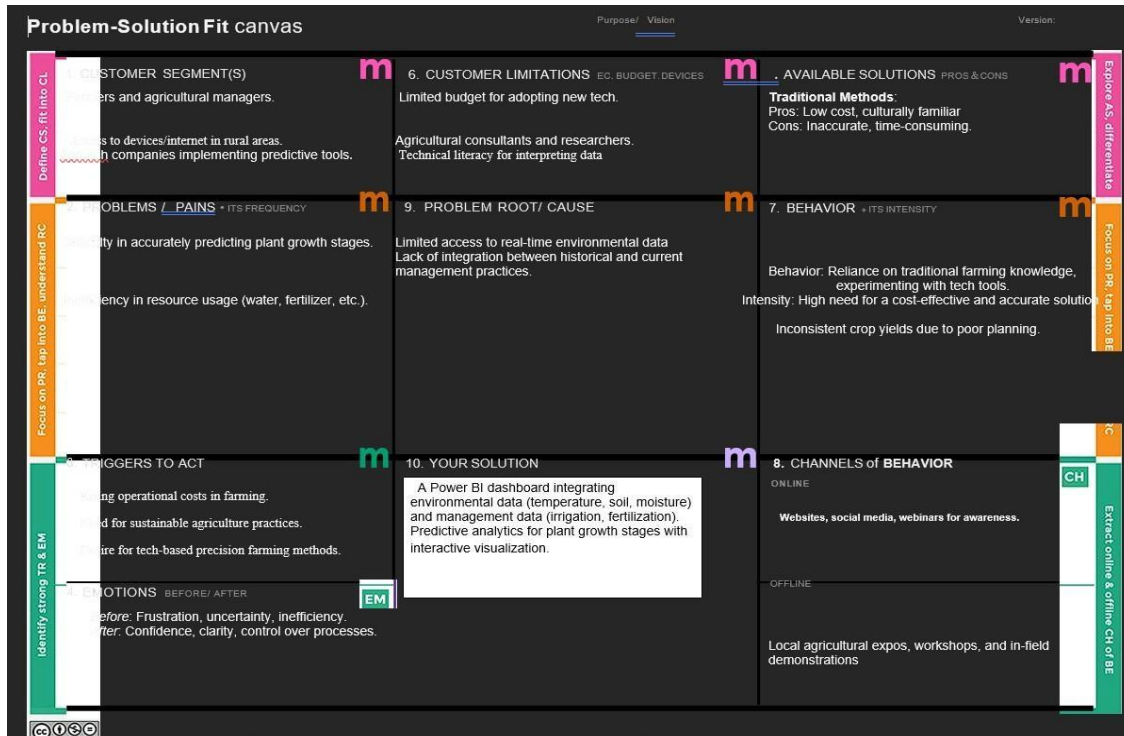 Problem-Solution Fit canvas
Purpose/ Vision
Version:
Define CS, fit into CL
CUSTOMER SEGMENT(S)
ers and agricultural managers.
s to devices/internet in rural areas.
h companies implementing predictive tools.
m
6. CUSTOMER LIMITATIONS EC. BUDGET. DEVICES
Limited budget for adopting new tech.
Agricultural consultants and researchers.
Technical literacy for interpreting data
m
. AVAILABLE SOLUTIONS PROS & CONS
Traditional Methods:
Pros: Low cost, culturally familiar
Cons: Inaccurate, time-consuming.
m
Explore AS, differentiate
Focus on PR, tap into BE, understand RC
2. PROBLEMS / PAINS + ITS FREQUENCY
lty in accurately predicting plant growth stages.
ency in resource usage (water, fertilizer, etc.).
m
9. PROBLEM ROOT/ CAUSE
Limited access to real-time environmental data
Lack of integration between historical and current
management practices.
m
7. BEHAVIOR + ITS INTENSITY
Behavior: Reliance on traditional farming knowledge,
experimenting with tech tools.
Intensity: High need for a cost-effective and accurate solution
Inconsistent crop yields due to poor planning.
m
Focus on PR, tap into BE
RC
Identify strong TR & EM
3. TRIGGERS TO ACT
ng operational costs in farming.
d for sustainable agriculture practices.
ire for tech-based precision farming methods.
m
4. EMOTIONS BEFORE/ AFTER
EM
efore: Frustration, uncertainty, inefficiency.
fter: Confidence, clarity, control over processes.
10. YOUR SOLUTION
m
A Power BI dashboard integrating
environmental data (temperature, soil, moisture)
and management data (irrigation, fertilization).
Predictive analytics for plant growth stages with
interactive visualization.
8. CHANNELS of BEHAVIOR
CH
ONLINE
Websites, social media, webinars for awareness.
OFFLINE
Local agricultural expos, workshops, and in-field
demonstrations
Extract online & offline CH of BE
cc